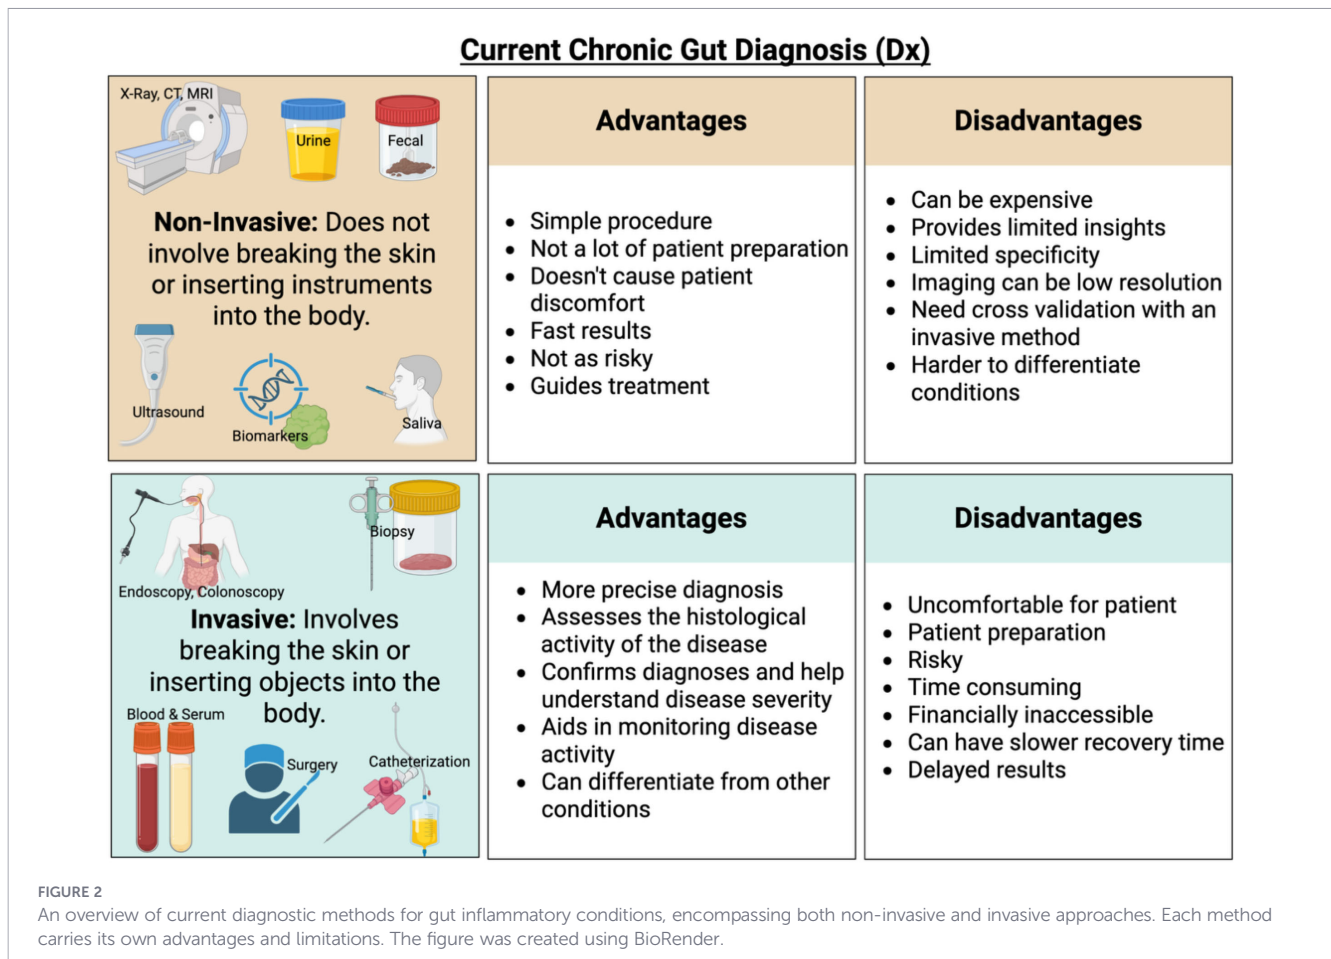 Current Chronic Gut Diagnosis (Dx)
X-Ray, CT, MRI
Urine
Fecal
Non-Invasive: Does not
involve breaking the skin
or inserting instruments
into the body.
Ultrasound
Biomarkers
Saliva
Advantages
• Simple procedure
• Not a lot of patient preparation
• Doesn't cause patient
discomfort
• Fast results
• Not as risky
• Guides treatment
Disadvantages
• Can be expensive
• Provides limited insights
• Limited specificity
• Imaging can be low resolution
• Need cross validation with an
invasive method
• Harder to differentiate
conditions
Endoscopy, Colonoscopy
Biopsy
Invasive: Involves
breaking the skin or
inserting objects into the
body.
Blood & Serum
Surgery
Catheterization
Advantages
• More precise diagnosis
• Assesses the histological
activity of the disease
• Confirms diagnoses and help
understand disease severity
• Aids in monitoring disease
activity
• Can differentiate from other
conditions
Disadvantages
• Uncomfortable for patient
• Patient preparation
• Risky
• Time consuming
• Financially inaccessible
• Can have slower recovery time
• Delayed results
FIGURE 2
An overview of current diagnostic methods for gut inflammatory conditions, encompassing both non-invasive and invasive approaches. Each method
carries its own advantages and limitations. The figure was created using BioRender.